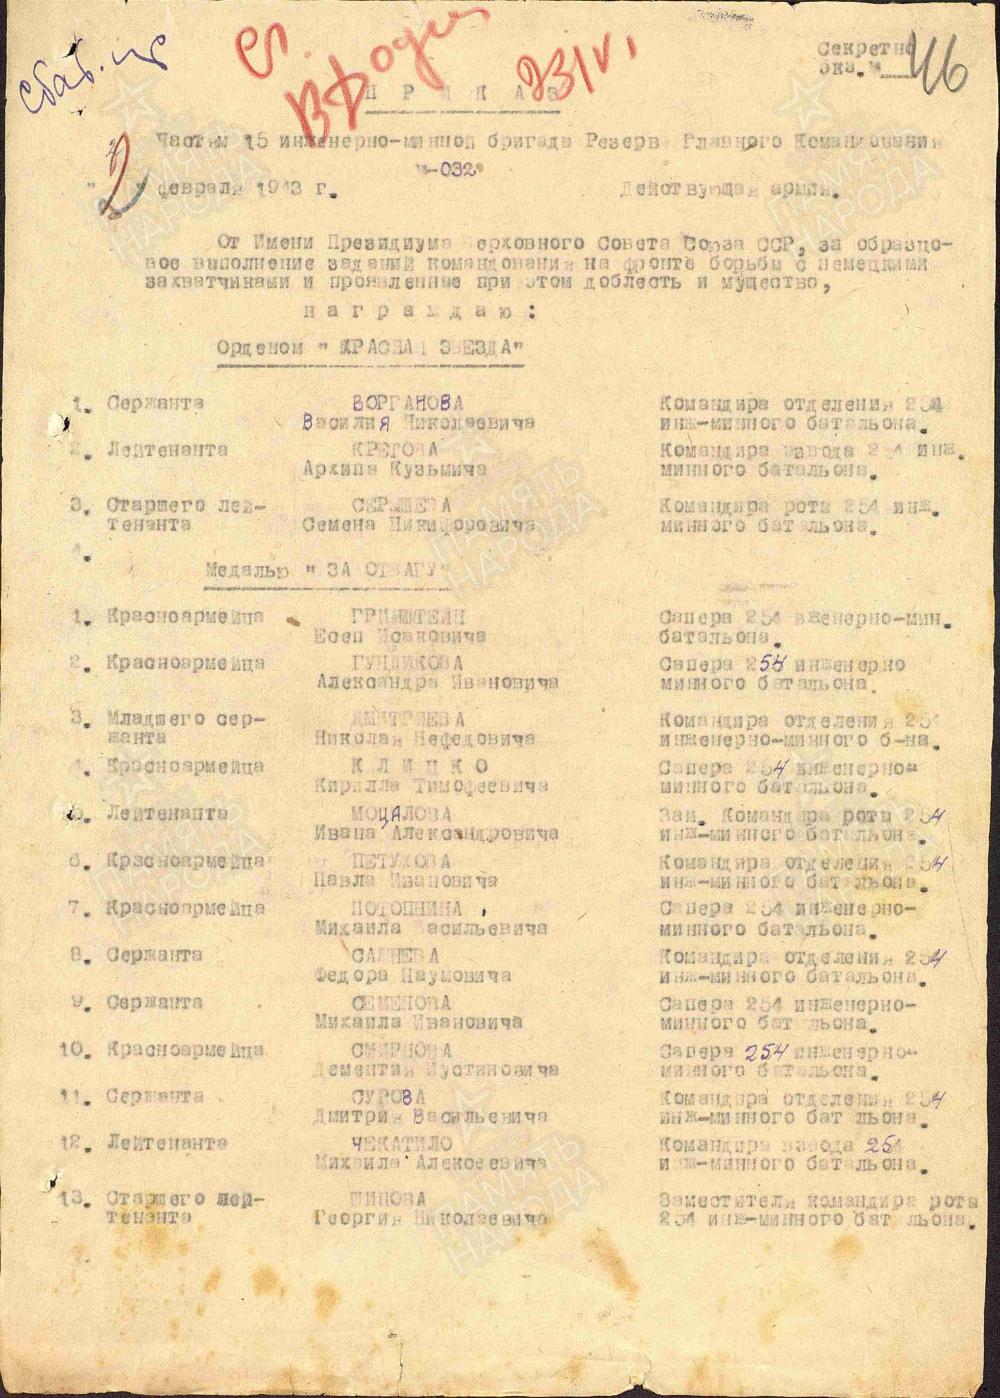 Секретно
Экз. №
46
231
П Р И К А З
Частям 15 инженерно-минной бригады Резерва Главного Командования
№-032
" 2 " февраля 1943 г. Действующая армия.
От Имени Президиума Верховного Совета Союза ССР, за образцо-
вое выполнение заданий командования на фронте борьбы с немецкими
захватчиками и проявленные при этом доблесть и мужество,
н а г р а ж д а ю :
Орденом " КРАСНАЯ ЗВЕЗДА"
1. Сержанта ВОРГАНОВА Командира отделения 254
Василия Николаевича инж-минного батальона.
2. Лейтенанта КРЕГОВА Командира взвода 254 инж.
Архипа Кузьмича минного батальона.
3. Старшего лей- СЕРЫШЕВА Командира роты 254 инж.
тенанта Семена Никифоровича минного батальона.
4.
Медалью " ЗА ОТВАГУ"
1. Красноармейца ГРИНШТЕЙН Сапера 254 инженерно-мин.
Есеп Исаковича батальона.
2. Красноармейца ГУНДИКОВА Сапера 254 инженерно
Александра Ивановича минного батальона.
3. Младшего сер- ДМИТРИЕВА Командира отделения 254
жанта Николая Нефедовича инженерно-минного б-на.
4. Красноармейца К Л И Ц К О Сапера 254 инженерно-
Кирилла Тимофеевича минного батальона.
5. Лейтенанта МОЦАЛОВА Зам. Командира роты 254
Ивана Александровича инж-минного батальона.
6. Красноармейца ПЕТУХОВА Командира отделения 254
Павла Ивановича инж-минного батальона.
7. Красноармейца ПОТОПНИНА Сапера 254 инженерно-
Михаила Васильевича минного батальона.
8. Сержанта Командира отделения 254
Федора Наумовича инж-минного батальона.
9. Сержанта СЕМЕНОВА Сапера 254 инженерно-
Михаила Ивановича минного батальона.
10. Красноармейца СМИРНОВА Сапера 254 инженерно-
Дементия Иустиновича минного батальона.
11. Сержанта СУРОВА Командира отделения 254
Дмитрия Васильевича инж-минного батальона.
12. Лейтенанта ЧЕКАТИЛО Командира взвода 254
Михаила Алексеевича инж-минного батальона.
13. Старшего лей- ШИПОВА Заместителя командира роты
тенанта Георгия Николаевича 254 инж-минного батальона.
ПАМЯТЬ
НАРОДА